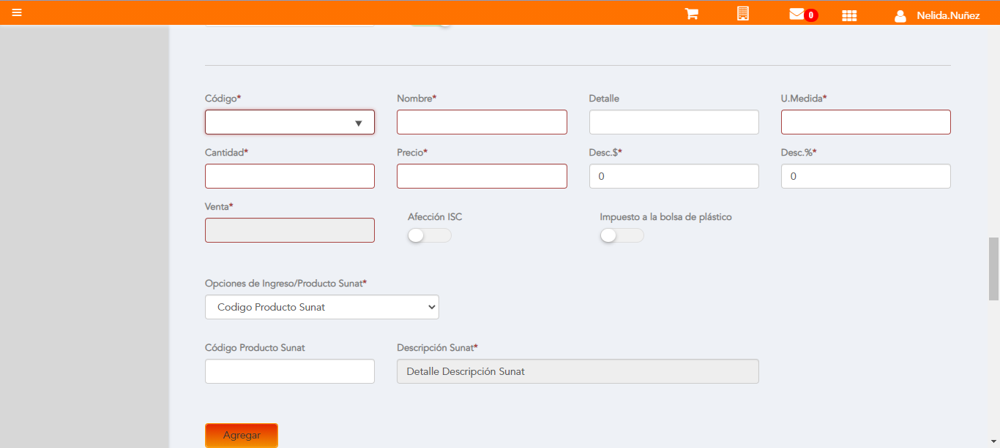 0 Nelida.Nuñez
Código* Nombre* Detalle U.Medida*
Cantidad* Precio* Desc.$* Desc.%*
0 0
Venta*
Afección ISC Impuesto a la bolsa de plástico
Opciones de Ingreso/Producto Sunat*
Codigo Producto Sunat
Código Producto Sunat Descripción Sunat*
Detalle Descripción Sunat
Agregar